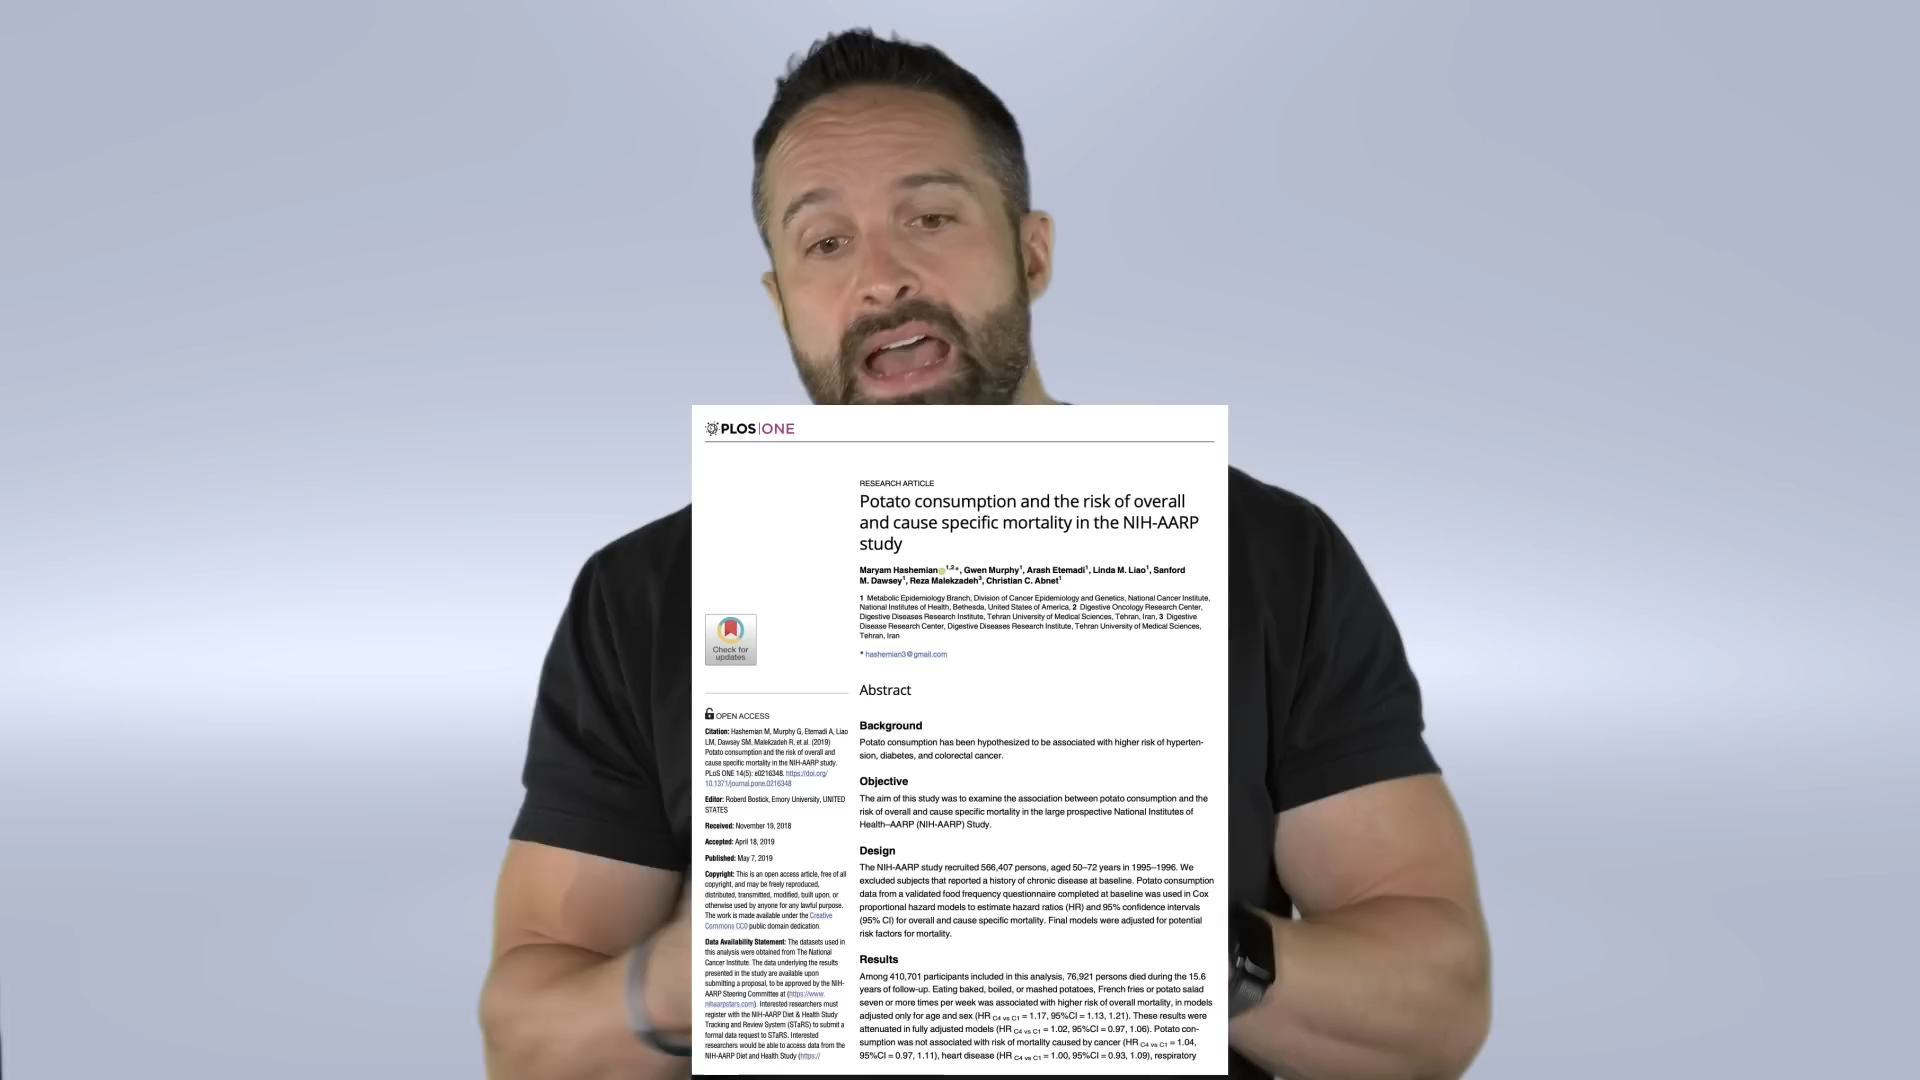 PLOS ONE
RESEARCH ARTICLE
Potato consumption and the risk of overall
and cause specific mortality in the NIH-AARP
study
Maryam Hashemian1,2*, Gwen Murphy1, Arash Etemadi1, Linda M. Liao1, Sanford
M. Dawsey1, Reza Malekzadeh3, Christian C. Abnet1
1 Metabolic Epidemiology Branch, Division of Cancer Epidemiology and Genetics, National Cancer Institute,
National Institutes of Health, Bethesda, United States of America, 2 Digestive Oncology Research Center,
Digestive Diseases Research Institute, Tehran University of Medical Sciences, Tehran, Iran, 3 Digestive
Disease Research Center, Digestive Diseases Research Institute, Tehran University of Medical Sciences,
Tehran, Iran
* hashemian3@gmail.com
Check for
updates
OPEN ACCESS
Citation: Hashemian M, Murphy G, Etemadi A, Liao
LM, Dawsey SM, Malekzadeh R, et al. (2019)
Potato consumption and the risk of overall and
cause specific mortality in the NIH-AARP study.
PLoS ONE 14(5): e0216348. https://doi.org/
10.1371/journal.pone.0216348
Editor: Roberd Bostick, Emory University, UNITED
STATES
Received: November 19, 2018
Accepted: April 18, 2019
Published: May 7, 2019
Copyright: This is an open access article, free of all
copyright, and may be freely reproduced,
distributed, transmitted, modified, built upon, or
otherwise used by anyone for any lawful purpose.
The work is made available under the Creative
Commons CC0 public domain dedication.
Data Availability Statement: The datasets used in
this analysis were obtained from The National
Cancer Institute. The data underlying the results
presented in the study are available upon
submitting a proposal, to be approved by the NIH-
AARP Steering Committee at (https://www.
nihaarpstars.com). Interested researchers must
register with the NIH-AARP Diet & Health Study
Tracking and Review System (STaRS) to submit a
formal data request to STaRS. Interested
researchers would be able to access data from the
NIH-AARP Diet and Health Study (https://
Abstract
Background
Potato consumption has been hypothesized to be associated with higher risk of hyperten-
sion, diabetes, and colorectal cancer.
Objective
The aim of this study was to examine the association between potato consumption and the
risk of overall and cause specific mortality in the large prospective National Institutes of
Health–AARP (NIH-AARP) Study.
Design
The NIH-AARP study recruited 566,407 persons, aged 50–72 years in 1995–1996. We
excluded subjects that reported a history of chronic disease at baseline. Potato consumption
data from a validated food frequency questionnaire completed at baseline was used in Cox
proportional hazard models to estimate hazard ratios (HR) and 95% confidence intervals
(95% CI) for overall and cause specific mortality. Final models were adjusted for potential
risk factors for mortality.
Results
Among 410,701 participants included in this analysis, 76,921 persons died during the 15.6
years of follow-up. Eating baked, boiled, or mashed potatoes, French fries or potato salad
seven or more times per week was associated with higher risk of overall mortality, in models
adjusted only for age and sex (HR C4 vs C1 = 1.17, 95%CI = 1.13, 1.21). These results were
attenuated in fully adjusted models (HR C4 vs C1 = 1.02, 95%CI = 0.97, 1.06). Potato con-
sumption was not associated with risk of mortality caused by cancer (HR C4 vs C1 = 1.04,
95%CI = 0.97, 1.11), heart disease (HR C4 vs C1 = 1.00, 95%CI = 0.93, 1.09), respiratory